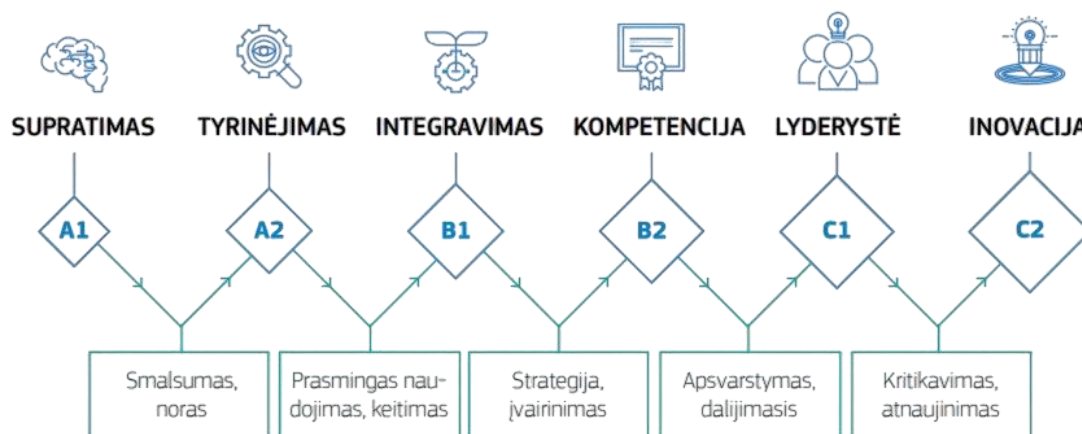 SUPRATIMAS TYRINĖJIMAS INTEGRAVIMAS KOMPETENCIJA LYDERYSTĖ INOVACIJA
A1 A2 B1 B2 C1 C2
Smalsumas,
noras
Prasmingas nau-
dojimas, keitimas
Strategija,
įvairinimas
Apsvarstymas,
dalijimasis
Kritikavimas,
atnaujinimas